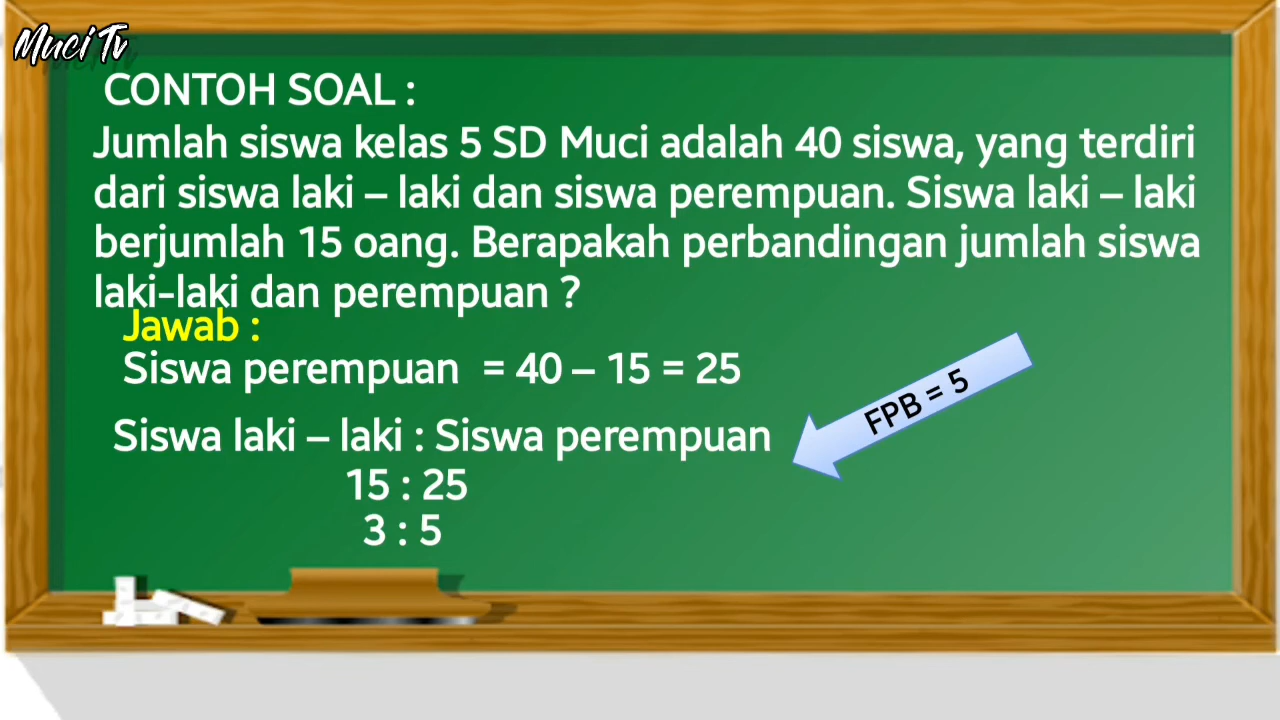 Muci Tv
CONTOH SOAL :
Jumlah siswa kelas 5 SD Muci adalah 40 siswa, yang terdiri
dari siswa laki – laki dan siswa perempuan. Siswa laki – laki
berjumlah 15 oang. Berapakah perbandingan jumlah siswa
laki-laki dan perempuan ?
Jawab :
Siswa perempuan = 40 – 15 = 25
FPB = 5
Siswa laki – laki : Siswa perempuan
15 : 25
3 : 5